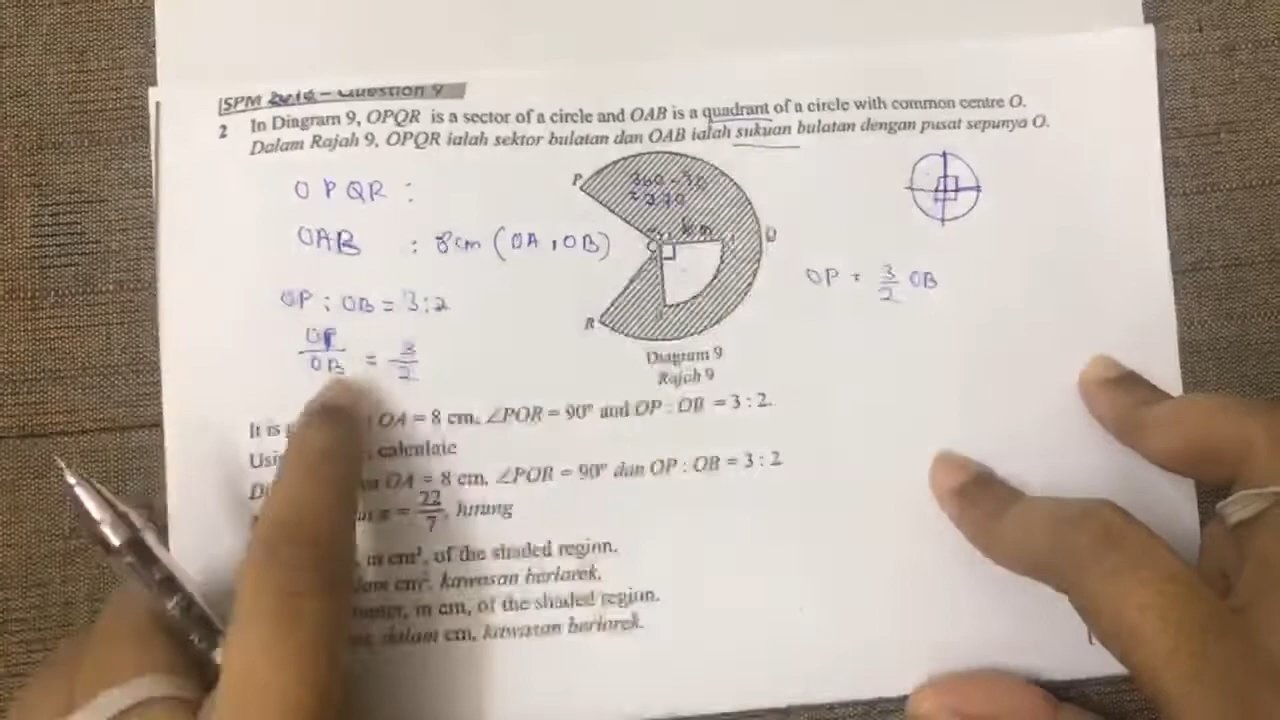 SPM – Question 9
2 In Diagram 9, OPQR is a sector of a circle and OAB is a quadrant of a circle with common centre O.
Dalam Rajah 9, OPQR ialah sektor bulatan dan OAB ialah sukuan bulatan dengan pusat sepunya O.
OPQR :
OAB : 8cm (OA, OB)
OP : OB = 3:2
OP
OB = 3
2
P
360 - 90
= 270
O
Q
R
Diagram 9
Rajah 9
OP = 3
2 OB
It is OA = 8 cm, ∠POR = 90° and OP : OB = 3 : 2.
calculate
OA = 8 cm, ∠POR = 90° dan OP : OB = 3 : 2
π = 22
7 , hitung
in cm², of the shaded region.
cm², kawasan berlorek.
in cm, of the shaded region.
dalam cm, kawasan berlorek.